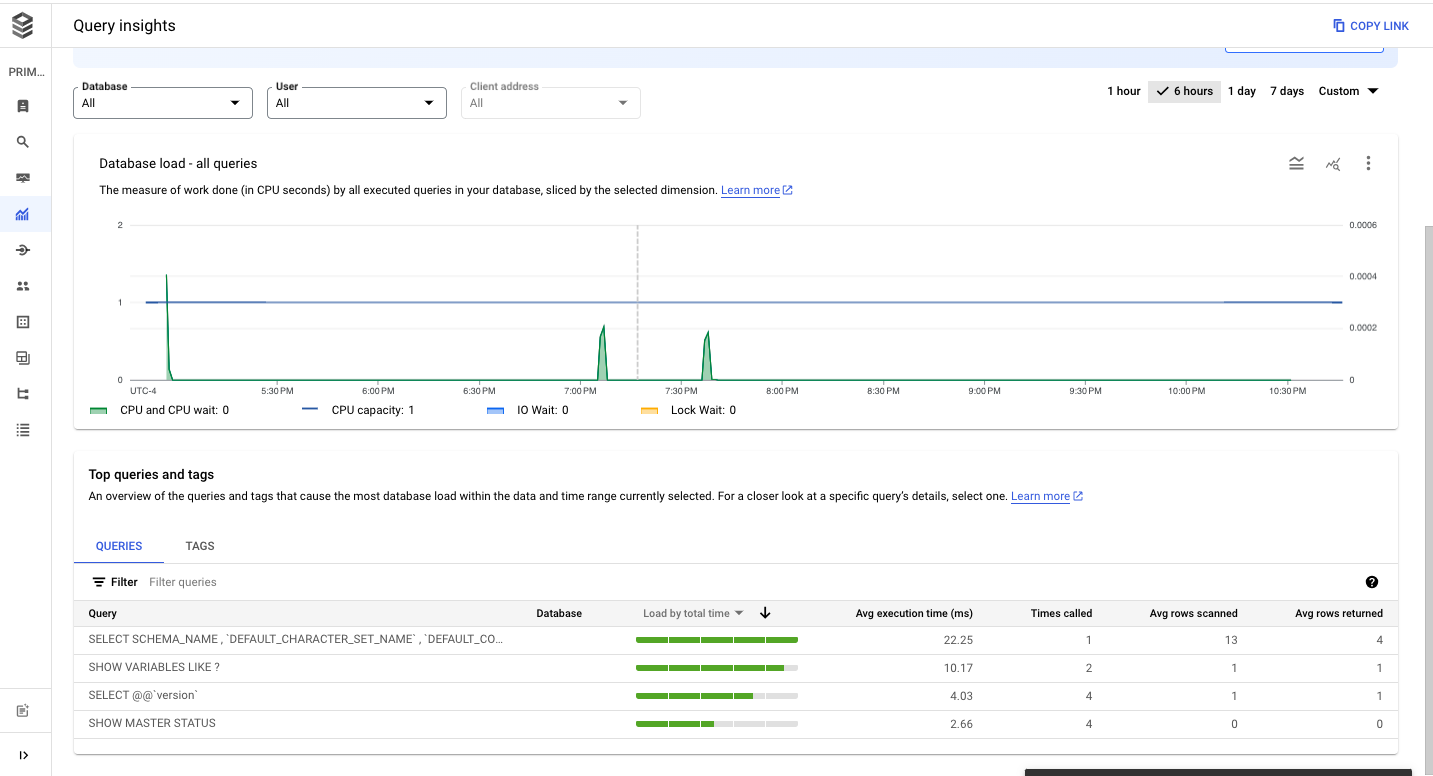 Query insights
COPY LINK
PRIM...
Database
All
User
All
Client address
All
1 hour
6 hours
1 day
7 days
Custom
Database load - all queries
The measure of work done (in CPU seconds) by all executed queries in your database, sliced by the selected dimension. Learn more
2
1
0
0.0006
0.0004
0.0002
0
UTC-4 5:30 PM 6:00 PM 6:30 PM 7:00 PM 7:30 PM 8:00 PM 8:30 PM 9:00 PM 9:30 PM 10:00 PM 10:30 PM
CPU and CPU wait: 0 CPU capacity: 1 IO Wait: 0 Lock Wait: 0
Top queries and tags
An overview of the queries and tags that cause the most database load within the data and time range currently selected. For a closer look at a specific query's details, select one. Learn more
QUERIES TAGS
Filter Filter queries
Query Database Load by total time Avg execution time (ms) Times called Avg rows scanned Avg rows returned
SELECT SCHEMA_NAME , `DEFAULT_CHARACTER_SET_NAME` , `DEFAULT_CO... 22.25 1 13 4
SHOW VARIABLES LIKE ? 10.17 2 1 1
SELECT @@`version` 4.03 4 1 1
SHOW MASTER STATUS 2.66 4 0 0